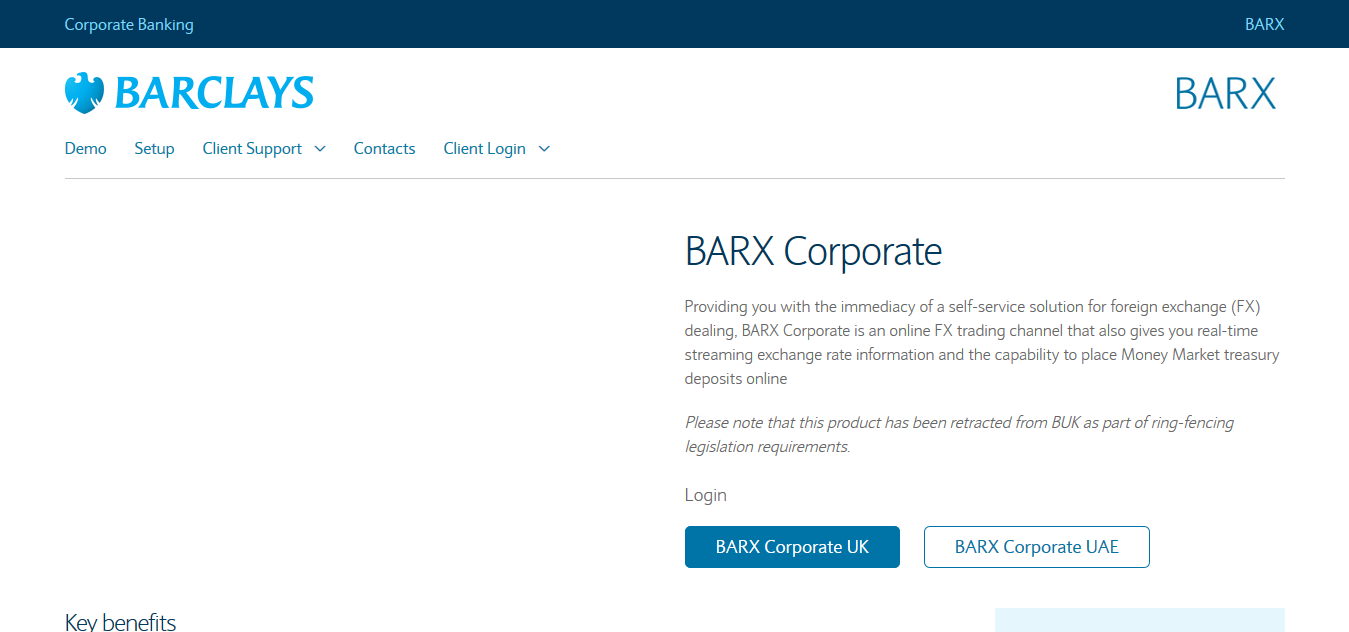 Corporate Banking
BARX
BARCLAYS
BARX
Demo Setup Client Support Contacts Client Login
BARX Corporate
Providing you with the immediacy of a self-service solution for foreign exchange (FX)
dealing, BARX Corporate is an online FX trading channel that also gives you real-time
streaming exchange rate information and the capability to place Money Market treasury
deposits online
Please note that this product has been retracted from BUK as part of ring-fencing
legislation requirements.
Login
BARX Corporate UK
BARX Corporate UAE
Key benefits